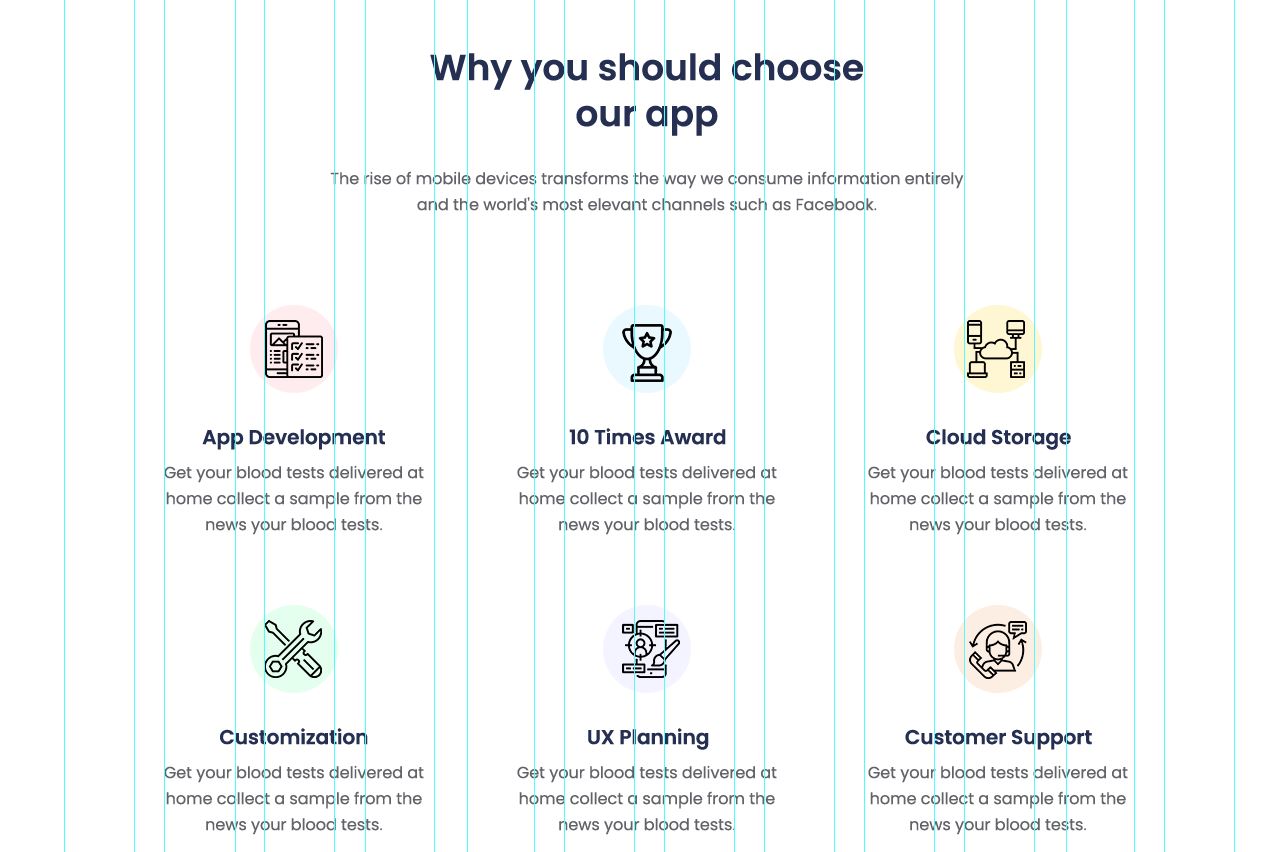 Why you should choose
our app
The rise of mobile devices transforms the way we consume information entirely
and the world's most elevant channels such as Facebook.
App Development
Get your blood tests delivered at
home collect a sample from the
news your blood tests.
10 Times Award
Get your blood tests delivered at
home collect a sample from the
news your blood tests.
Cloud Storage
Get your blood tests delivered at
home collect a sample from the
news your blood tests.
Customization
Get your blood tests delivered at
home collect a sample from the
news your blood tests.
UX Planning
Get your blood tests delivered at
home collect a sample from the
news your blood tests.
Customer Support
Get your blood tests delivered at
home collect a sample from the
news your blood tests.